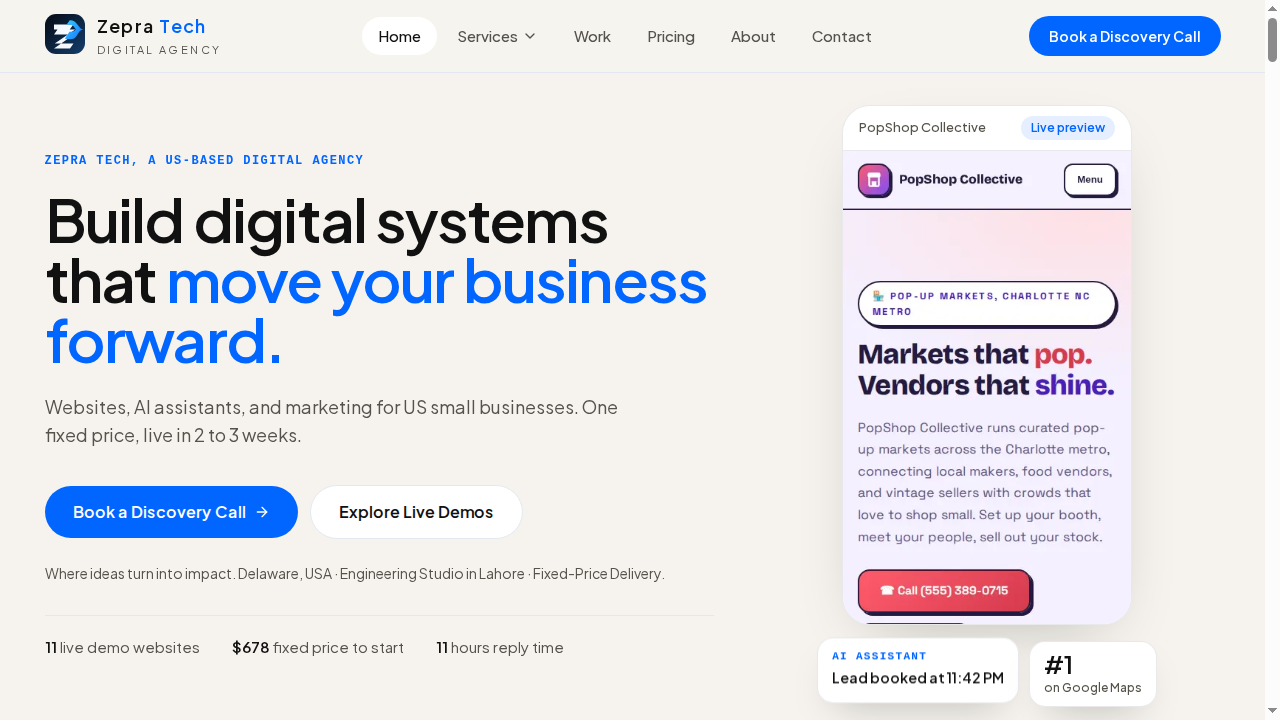 Zepra Tech
DIGITAL AGENCY
Home
Services
Work
Pricing
About
Contact
Book a Discovery Call
ZEPRA TECH, A US-BASED DIGITAL AGENCY
Build digital systems
that move your business
forward.
Websites, AI assistants, and marketing for US small businesses. One
fixed price, live in 2 to 3 weeks.
Book a Discovery Call →
Explore Live Demos
Where ideas turn into impact. Delaware, USA · Engineering Studio in Lahore · Fixed-Price Delivery.
11 live demo websites
$678 fixed price to start
11 hours reply time
PopShop Collective
Live preview
PopShop Collective
Menu
POP-UP MARKETS, CHARLOTTE NC
METRO
Markets that pop.
Vendors that shine.
PopShop Collective runs curated pop-
up markets across the Charlotte metro,
connecting local makers, food vendors,
and vintage sellers with crowds that
love to shop small. Set up your booth,
meet your people, sell out your stock.
☎ Call (555) 389-0715
AI ASSISTANT
Lead booked at 11:42 PM
#1
on Google Maps